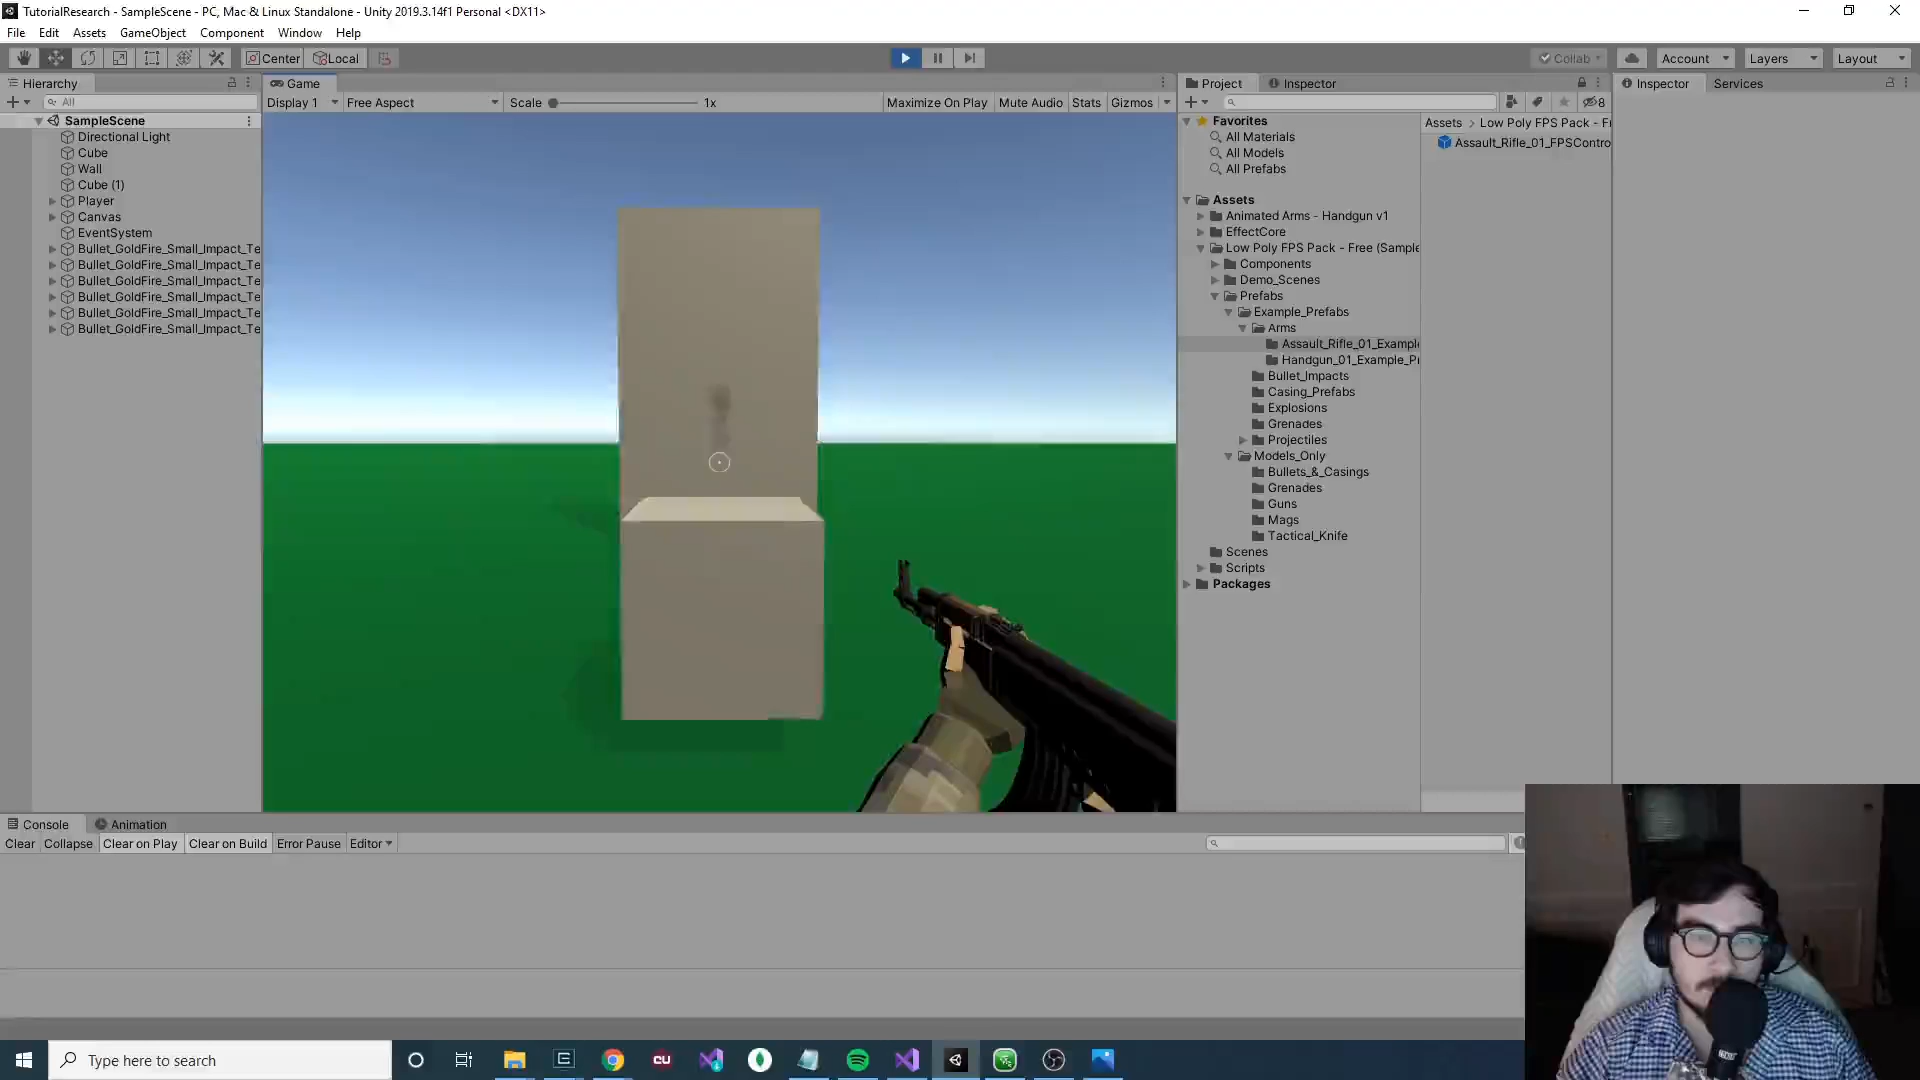 TutorialResearch - SampleScene - PC, Mac & Linux Standalone - Unity 2019.3.14f1 Personal <DX11>
File Edit Assets GameObject Component Window Help
Center Local Collab Account Layers Layout
Hierarchy Game Project Inspector Inspector Services
All Display 1 Free Aspect Scale 1x Maximize On Play Mute Audio Stats Gizmos 8
SampleScene
Directional Light
Cube
Wall
Cube (1)
Player
Canvas
EventSystem
Bullet_GoldFire_Small_Impact_Te
Bullet_GoldFire_Small_Impact_Te
Bullet_GoldFire_Small_Impact_Te
Bullet_GoldFire_Small_Impact_Te
Bullet_GoldFire_Small_Impact_Te
Bullet_GoldFire_Small_Impact_Te
Favorites
All Materials
All Models
All Prefabs
Assets
Animated Arms - Handgun v1
EffectCore
Low Poly FPS Pack - Free (Sample
Components
Demo_Scenes
Prefabs
Example_Prefabs
Arms
Assault_Rifle_01_Example
Handgun_01_Example_Pr
Bullet_Impacts
Casing_Prefabs
Explosions
Grenades
Projectiles
Models_Only
Bullets_&_Casings
Grenades
Guns
Mags
Tactical_Knife
Scenes
Scripts
Packages
Assets > Low Poly FPS Pack - Fr
Assault_Rifle_01_FPSContro
Console Animation
Clear Collapse Clear on Play Clear on Build Error Pause Editor
Type here to search